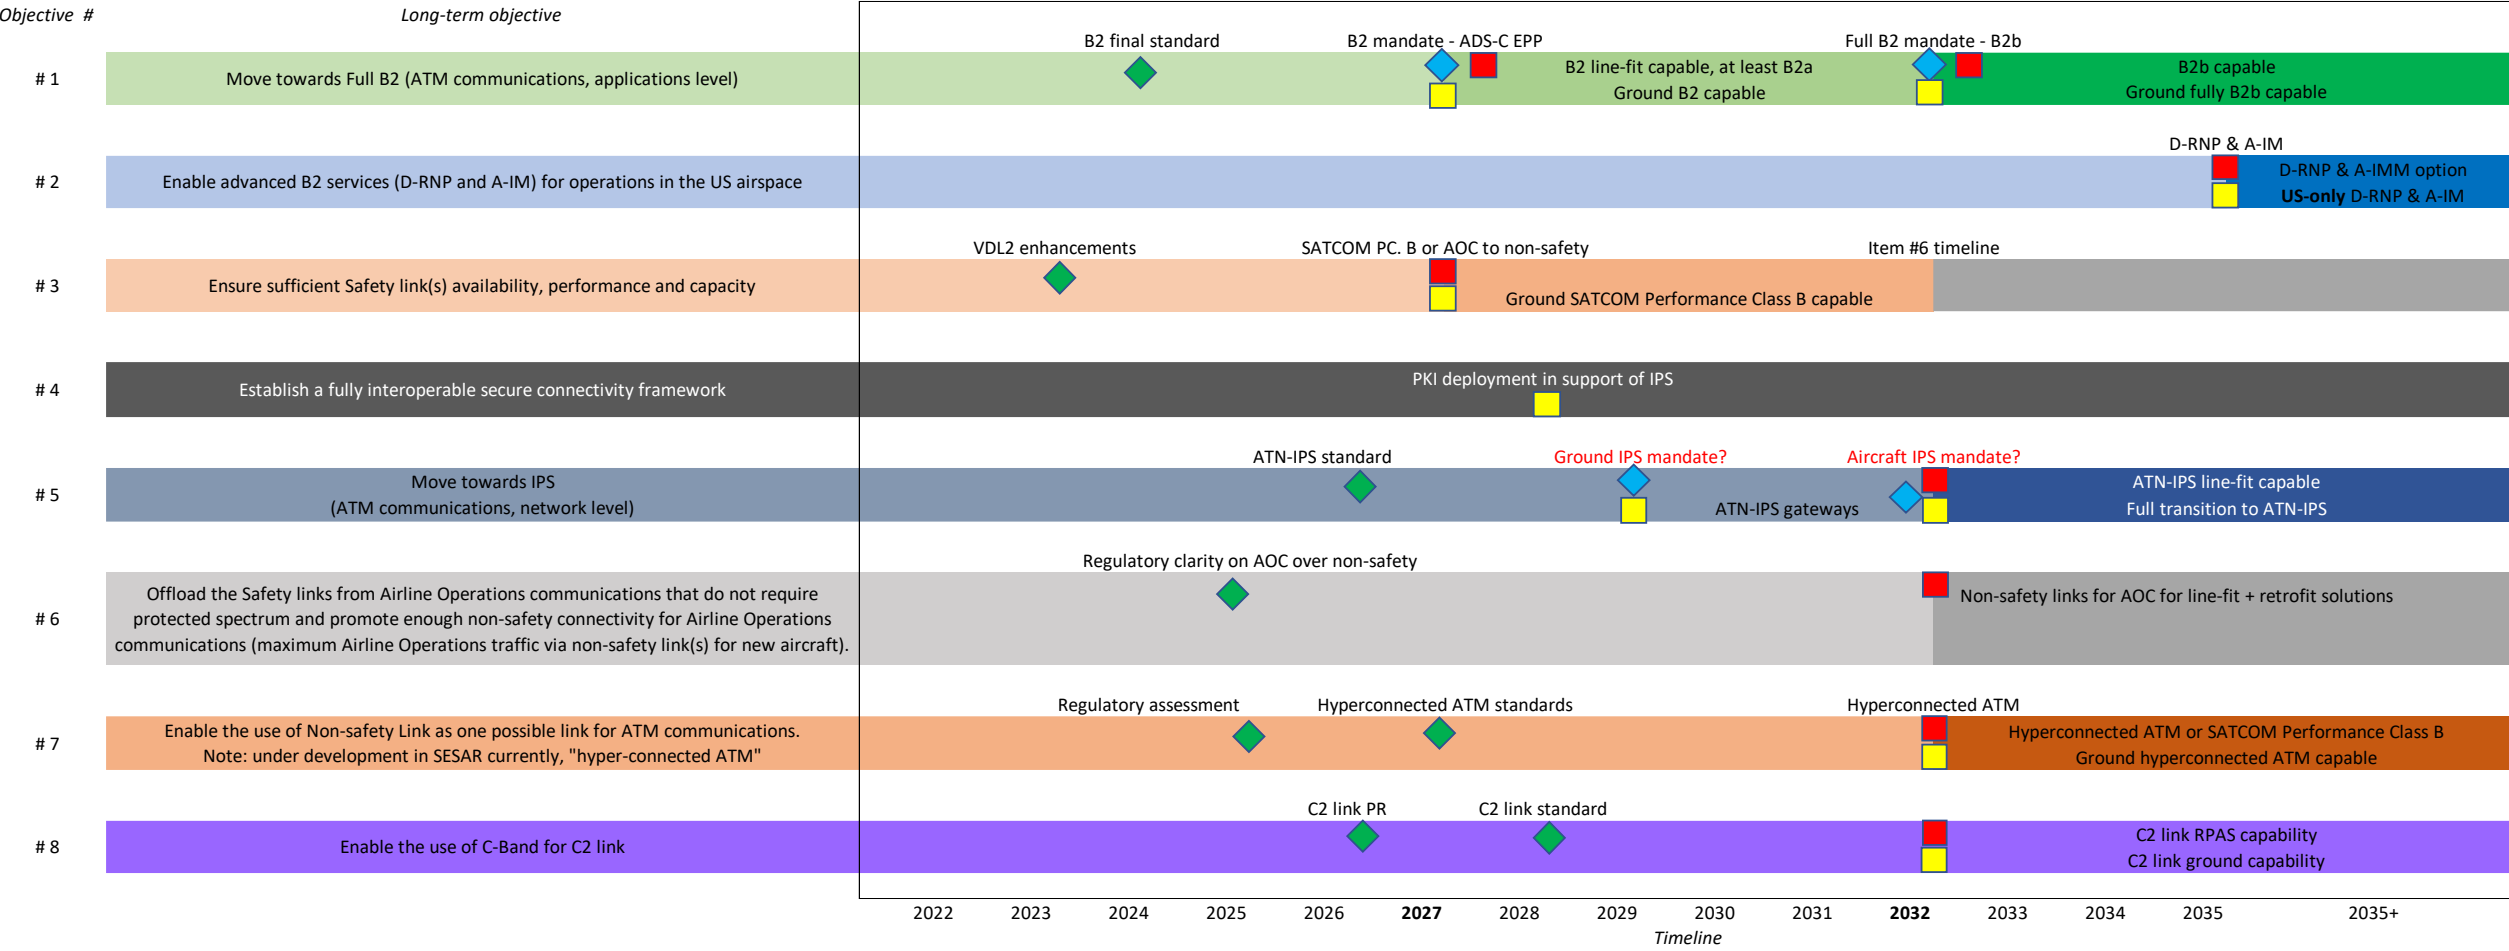 Objective #
Long-term objective
B2 final standard
B2 mandate - ADS-C EPP
Full B2 mandate - B2b
# 1
Move towards Full B2 (ATM communications, applications level)
B2 line-fit capable, at least B2a
Ground B2 capable
B2b capable
Ground fully B2b capable
D-RNP & A-IM
# 2
Enable advanced B2 services (D-RNP and A-IM) for operations in the US airspace
D-RNP & A-IMM option
US-only D-RNP & A-IM
VDL2 enhancements
SATCOM PC. B or AOC to non-safety
Item #6 timeline
# 3
Ensure sufficient Safety link(s) availability, performance and capacity
Ground SATCOM Performance Class B capable
# 4
Establish a fully interoperable secure connectivity framework
PKI deployment in support of IPS
ATN-IPS standard
Ground IPS mandate?
Aircraft IPS mandate?
# 5
Move towards IPS
(ATM communications, network level)
ATN-IPS gateways
ATN-IPS line-fit capable
Full transition to ATN-IPS
Regulatory clarity on AOC over non-safety
# 6
Offload the Safety links from Airline Operations communications that do not require
protected spectrum and promote enough non-safety connectivity for Airline Operations
communications (maximum Airline Operations traffic via non-safety link(s) for new aircraft).
Non-safety links for AOC for line-fit + retrofit solutions
Regulatory assessment
Hyperconnected ATM standards
Hyperconnected ATM
# 7
Enable the use of Non-safety Link as one possible link for ATM communications.
Note: under development in SESAR currently, "hyper-connected ATM"
Hyperconnected ATM or SATCOM Performance Class B
Ground hyperconnected ATM capable
C2 link PR
C2 link standard
# 8
Enable the use of C-Band for C2 link
C2 link RPAS capability
C2 link ground capability
2022 2023 2024 2025 2026 2027 2028 2029 2030 2031 2032 2033 2034 2035 2035+
Timeline